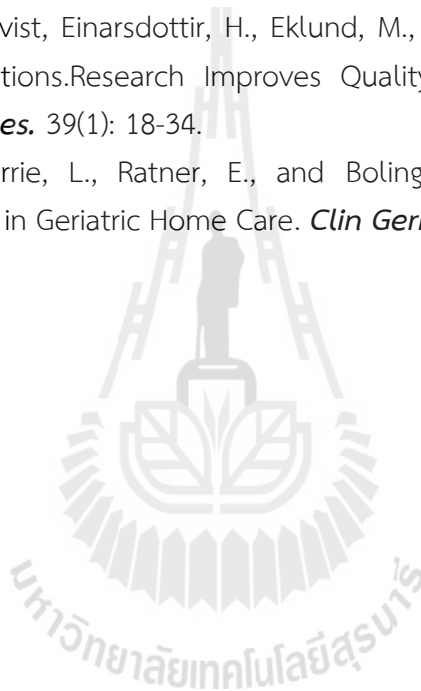 vist, Einarsdottir, H., Eklund, M.,
tions.Research Improves Quality
es. 39(1): 18-34.
rrie, L., Ratner, E., and Boling
in Geriatric Home Care. Clin Geri
มหาวิทยาลัยเทคโนโลยีสุรนารี